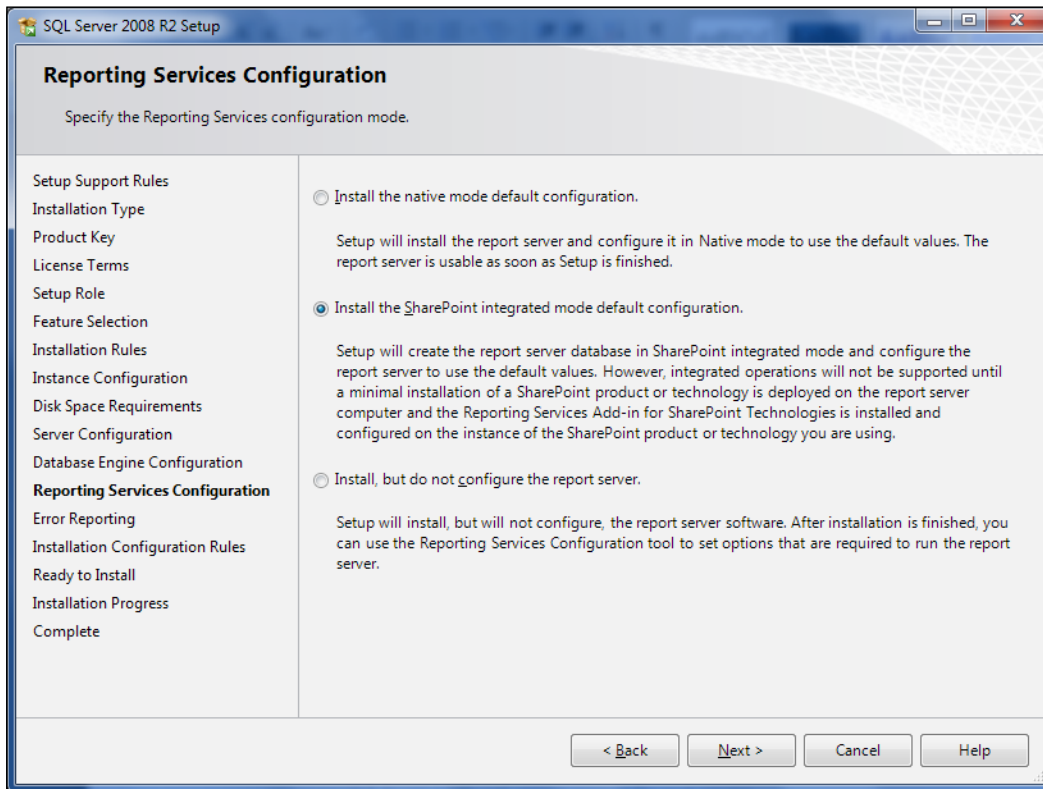 SQL Server 2008 R2 Setup
Reporting Services Configuration
Specify the Reporting Services configuration mode.
Setup Support Rules
Installation Type
Product Key
License Terms
Setup Role
Feature Selection
Installation Rules
Instance Configuration
Disk Space Requirements
Server Configuration
Database Engine Configuration
Reporting Services Configuration
Error Reporting
Installation Configuration Rules
Ready to Install
Installation Progress
Complete
Install the native mode default configuration.
Setup will install the report server and configure it in Native mode to use the default values. The
report server is usable as soon as Setup is finished.
Install the SharePoint integrated mode default configuration.
Setup will create the report server database in SharePoint integrated mode and configure the
report server to use the default values. However, integrated operations will not be supported until
a minimal installation of a SharePoint product or technology is deployed on the report server
computer and the Reporting Services Add-in for SharePoint Technologies is installed and
configured on the instance of the SharePoint product or technology you are using.
Install, but do not configure the report server.
Setup will install, but will not configure, the report server software. After installation is finished, you
can use the Reporting Services Configuration tool to set options that are required to run the report
server.
< Back
Next >
Cancel
Help